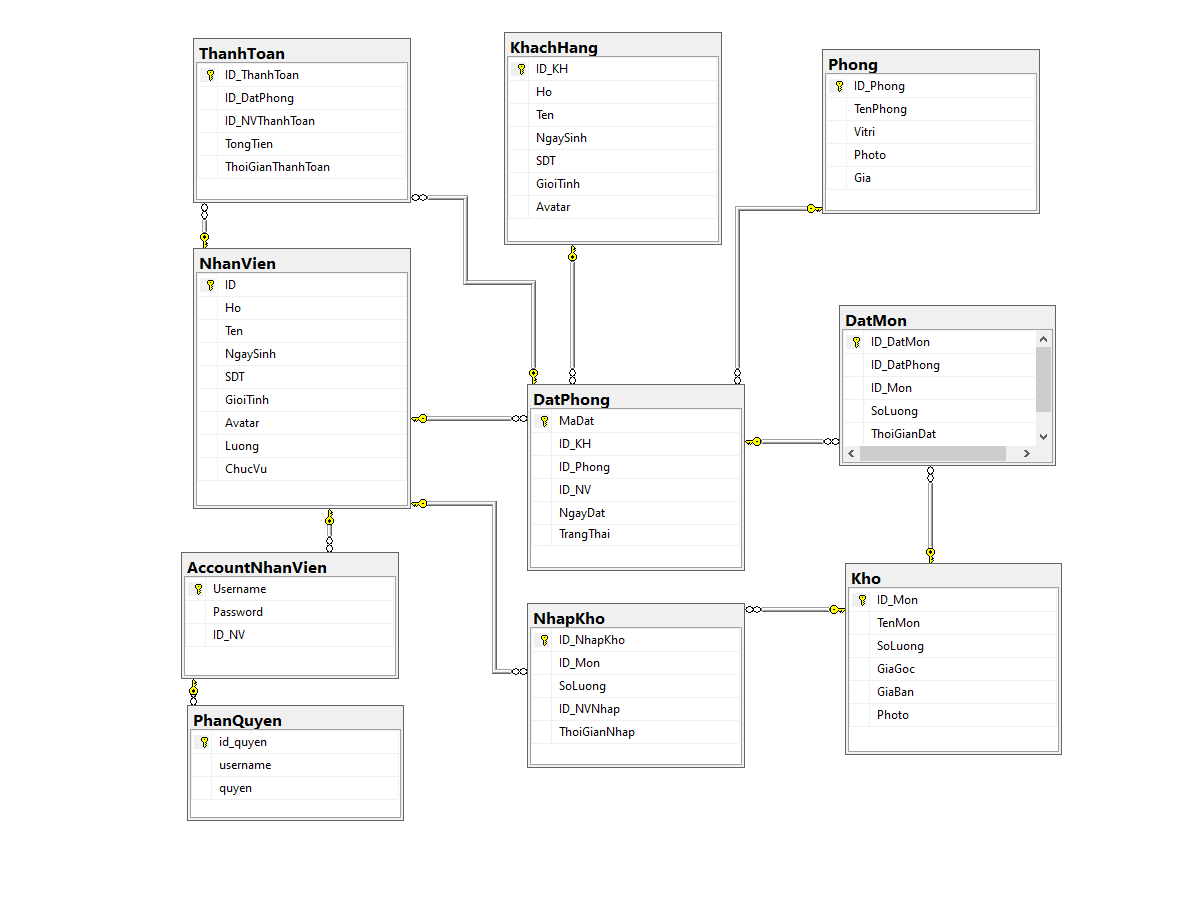 ThanhToan
ID_ThanhToan
ID_DatPhong
ID_NVThanhToan
TongTien
ThoiGianThanhToan
KhachHang
ID_KH
Ho
Ten
NgaySinh
SDT
GioiTinh
Avatar
Phong
ID_Phong
TenPhong
Vitri
Photo
Gia
NhanVien
ID
Ho
Ten
NgaySinh
SDT
GioiTinh
Avatar
Luong
ChucVu
DatPhong
MaDat
ID_KH
ID_Phong
ID_NV
NgayDat
TrangThai
DatMon
ID_DatMon
ID_DatPhong
ID_Mon
SoLuong
ThoiGianDat
AccountNhanVien
Username
Password
ID_NV
NhapKho
ID_NhapKho
ID_Mon
SoLuong
ID_NVNhap
ThoiGianNhap
Kho
ID_Mon
TenMon
SoLuong
GiaGoc
GiaBan
Photo
PhanQuyen
id_quyen
username
quyen